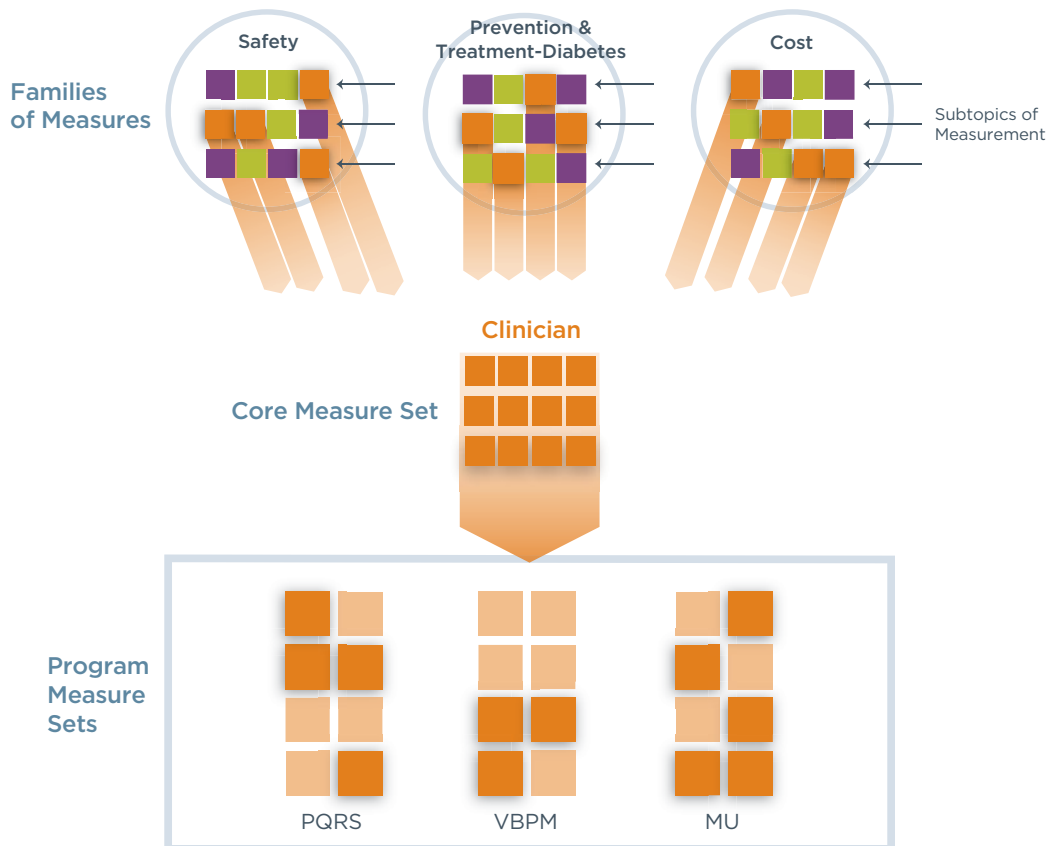 Safety
Prevention &
Treatment-Diabetes
Cost
Families
of Measures
Subtopics of
Measurement
Clinician
Core Measure Set
Program
Measure
Sets
PQRS
VBPM
MU